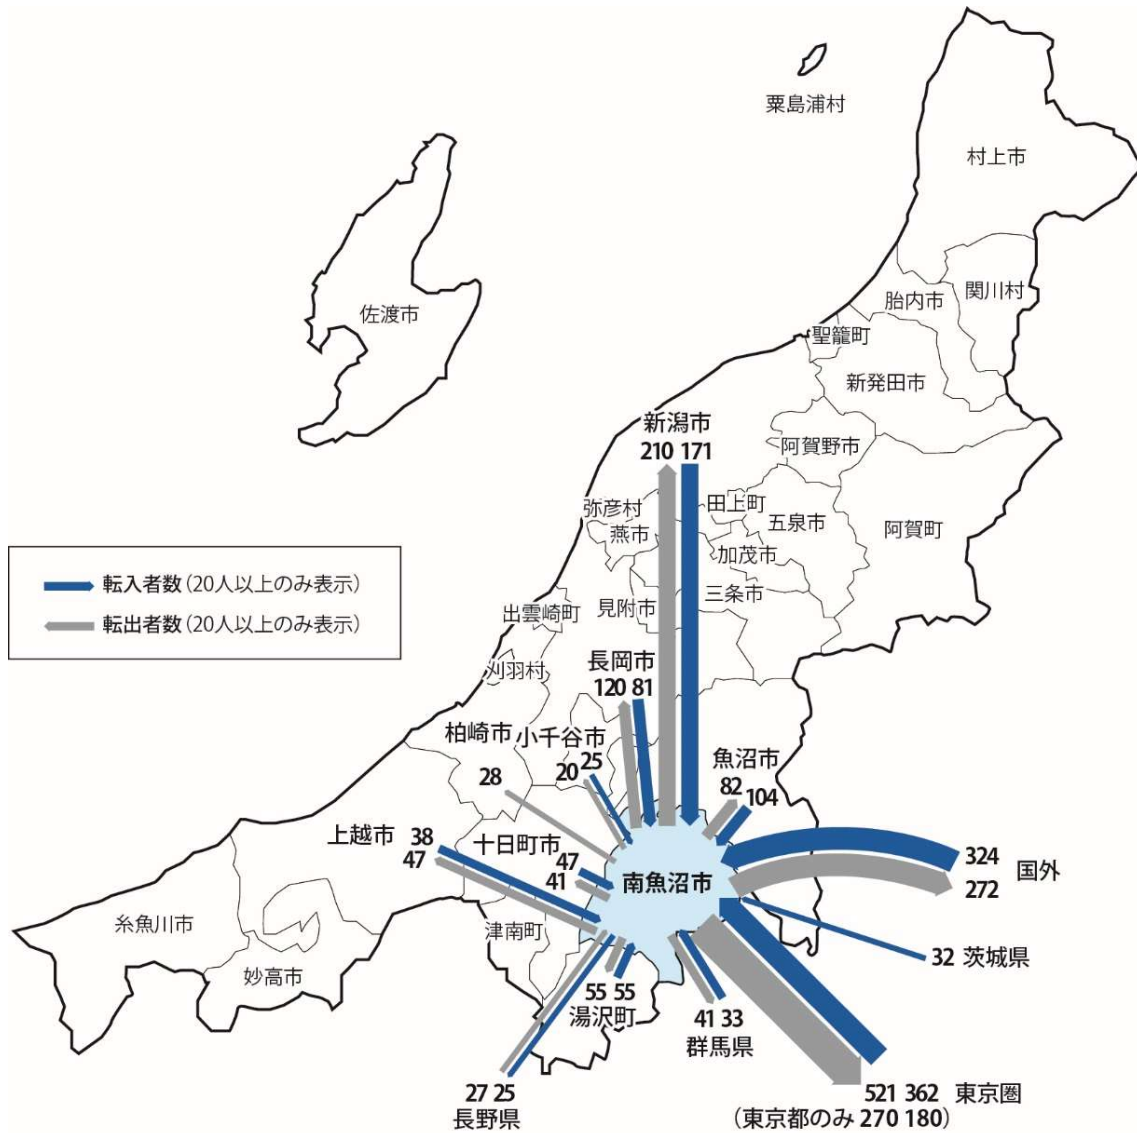 粟島浦村
村上市
関川村
胎内市
佐渡市
聖籠町
新発田市
新潟市
210 171
阿賀野市
弥彦村
田上町
燕市
五泉市
阿賀町
加茂市
転入者数(20人以上のみ表示)
転出者数(20人以上のみ表示)
見附市
三条市
出雲崎町
刈羽村
長岡市
120 81
柏崎市
28
小千谷市
20 25
魚沼市
82 104
上越市 38
47
十日町市
47
41
南魚沼市
324
272
国外
糸魚川市
妙高市
津南町
32 茨城県
55 55
湯沢町
41 33
群馬県
27 25
長野県
521 362 東京圏
(東京都のみ 270 180)